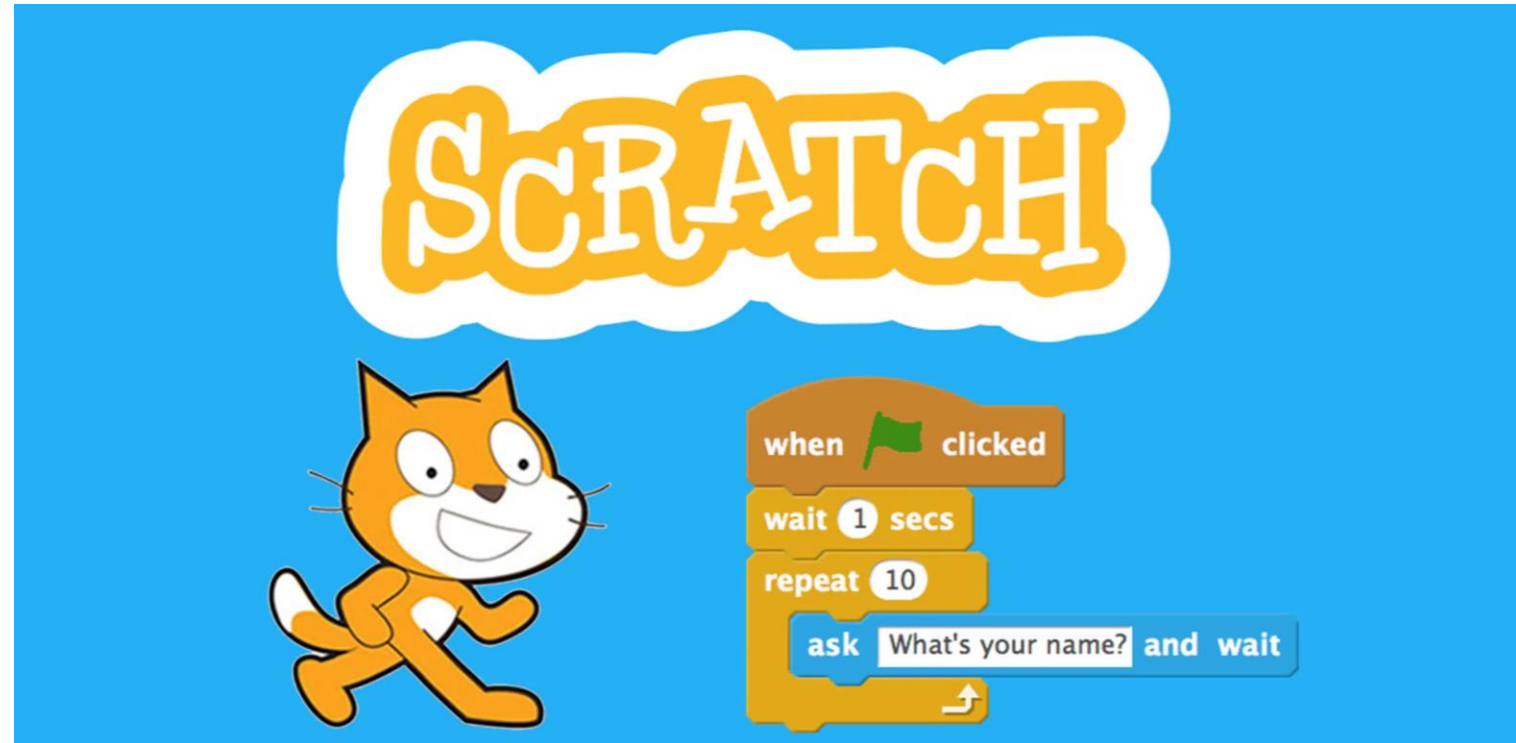 SCRATCH
when clicked
wait 1 secs
repeat 10
ask What's your name? and wait